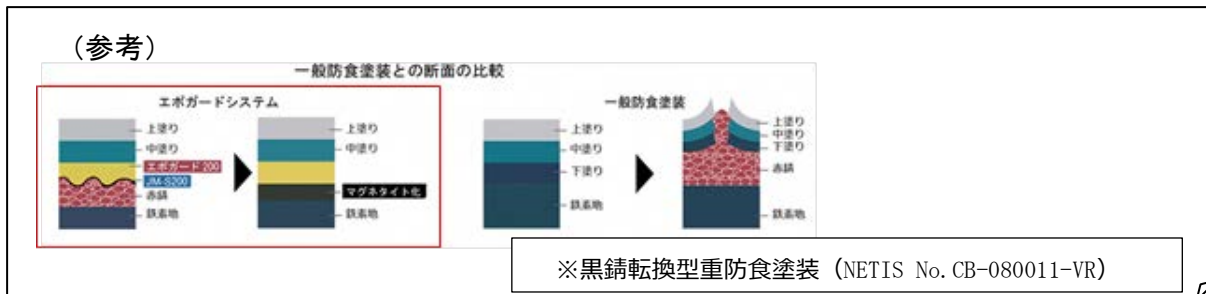 （参考）
一般防食塗装との断面の比較
エポガードシステム
上塗り
中塗り
エポガード 200
JM-S200
赤錆
鉄素地
上塗り
中塗り
マグネタイト化
鉄素地
一般防食塗装
上塗り
中塗り
下塗り
鉄素地
上塗り
中塗り
下塗り
赤錆
鉄素地
※黒錆転換型重防食塗装（NETIS No.CB-080011-VR）